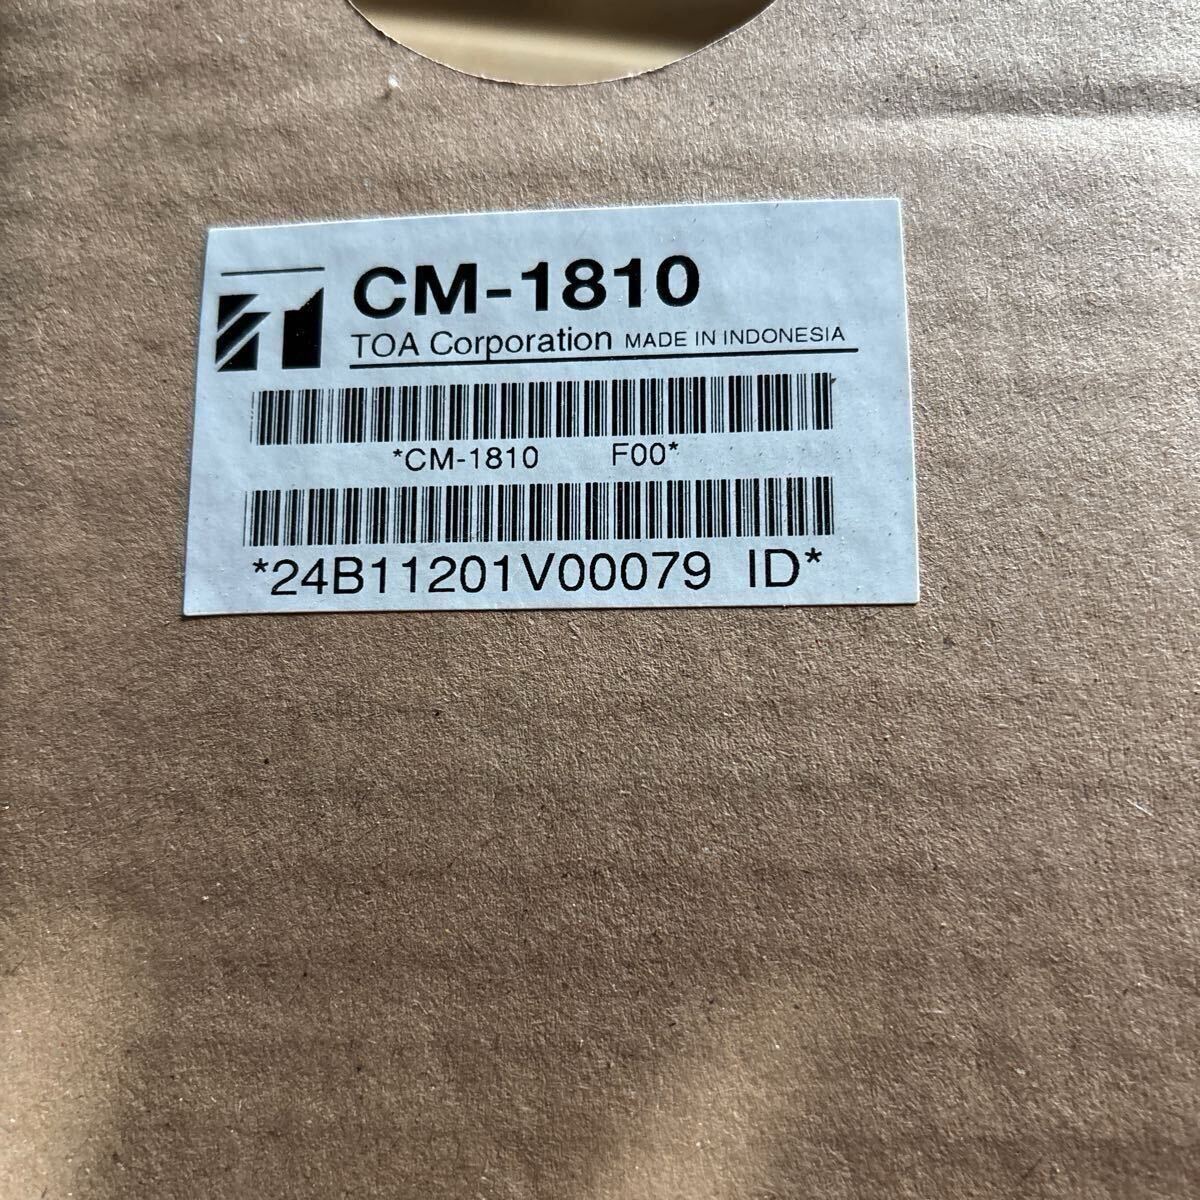 CM-1810
TOA Corporation MADE IN INDONESIA
*CM-1810 F00*
*24B11201V00079 ID*